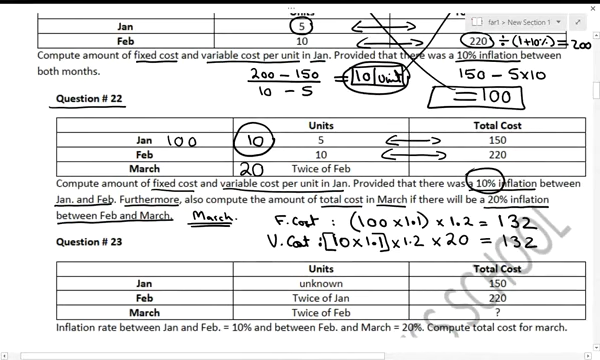 far1 › New Section 1
Jan 5
Feb 10 220 ÷ (1+10%) = 200
Compute amount of fixed cost and variable cost per unit in Jan. Provided that there was a 10% inflation between
both months.
200 - 150 / 10 - 5 = 10/unit
150 - 5×10
= 100
Question # 22
Units Total Cost
Jan 100 10 5 150
Feb 10 220
March 20 Twice of Feb
Compute amount of fixed cost and variable cost per unit in Jan. Provided that there was a 10% inflation between
Jan. and Feb. Furthermore, also compute the amount of total cost in March if there will be a 20% inflation
between Feb and March.
March.
F.Cost : (100 × 1.1) × 1.2 = 132
V.Cost : [10 × 1.1] × 1.2 × 20 = 132
Question # 23
Units Total Cost
Jan unknown 150
Feb Twice of Jan 220
March Twice of Feb ?
Inflation rate between Jan and Feb. = 10% and between Feb. and March = 20%. Compute total cost for march.
SCHOOL